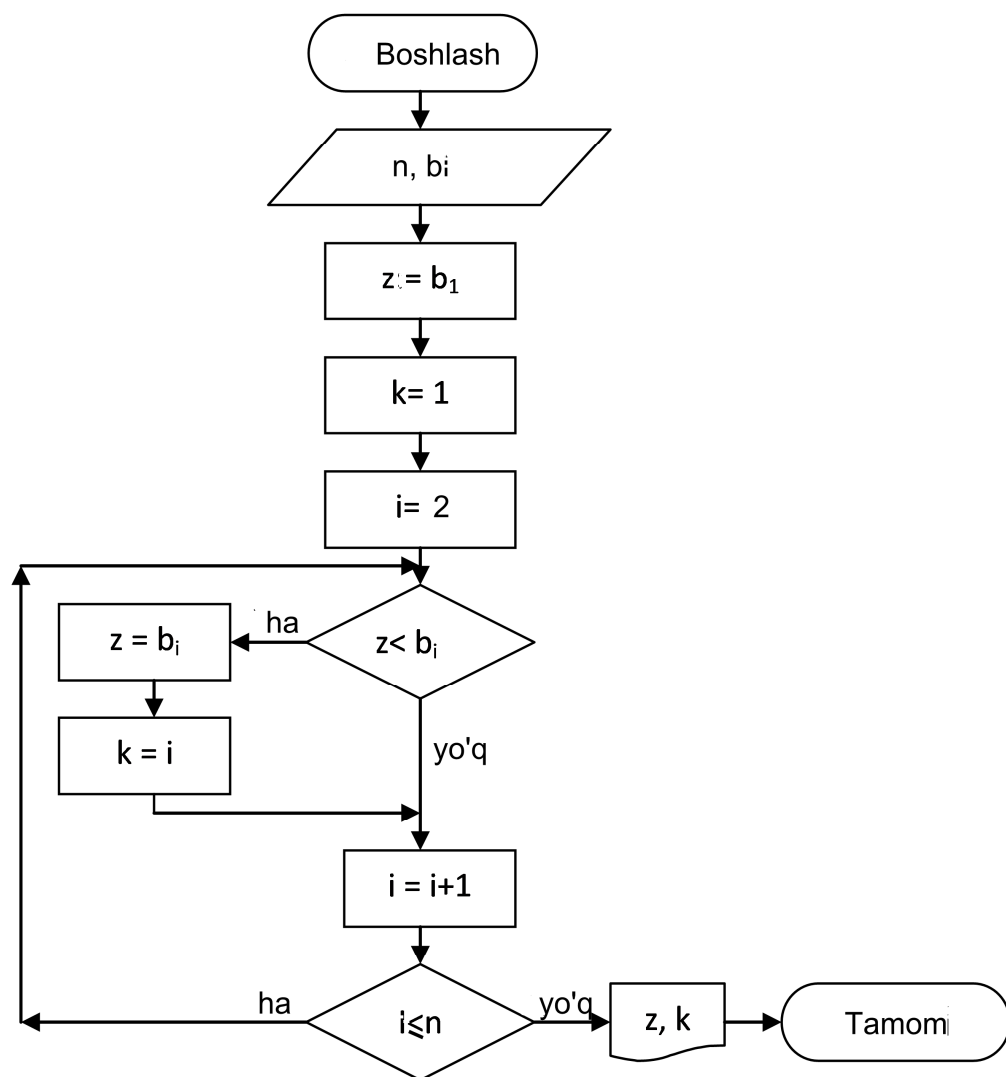 Boshlash
n, bi
z:= b₁
k= 1
i= 2
z< bᵢ
ha
z = bᵢ
k = i
yo'q
i = i+1
i⩽n
ha
yo'q
z, k
Tamom